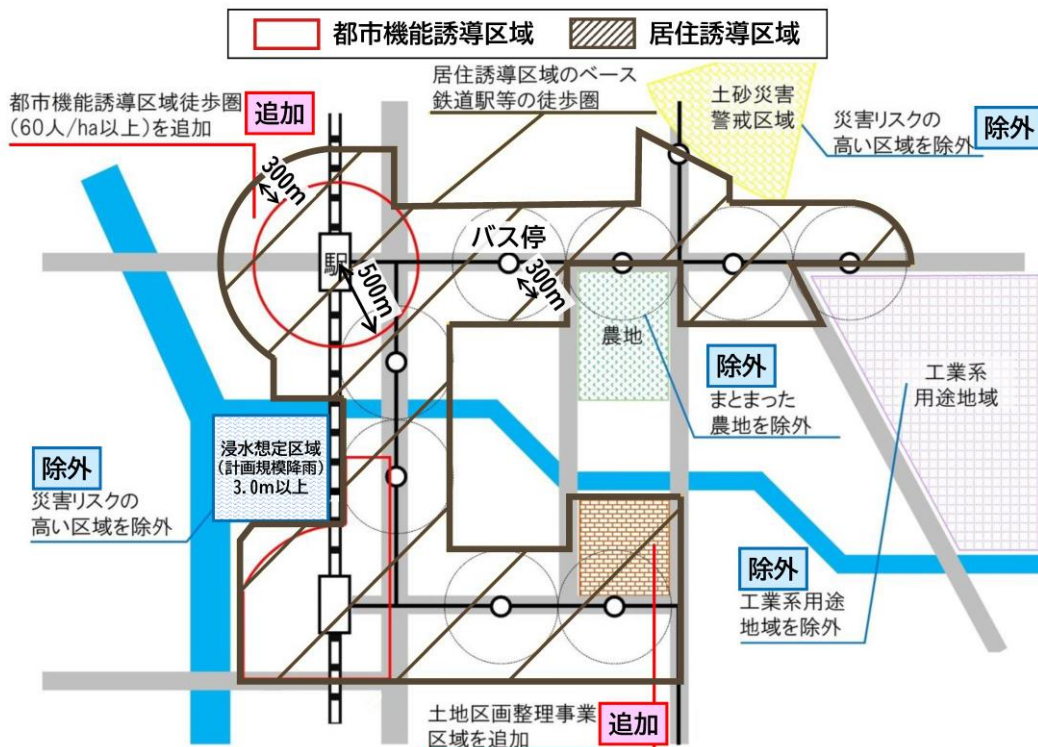 都市機能誘導区域
居住誘導区域
都市機能誘導区域徒歩圏
(60人/ha以上)を追加
追加
居住誘導区域のベース
鉄道駅等の徒歩圏
土砂災害
警戒区域
災害リスクの
高い区域を除外
除外
300m
駅
500m
バス停
300m
農地
除外
まとまった
農地を除外
工業系
用途地域
浸水想定区域
(計画規模降雨)
3.0m以上
除外
災害リスクの
高い区域を除外
除外
工業系用途
地域を除外
土地区画整理事業
区域を追加
追加